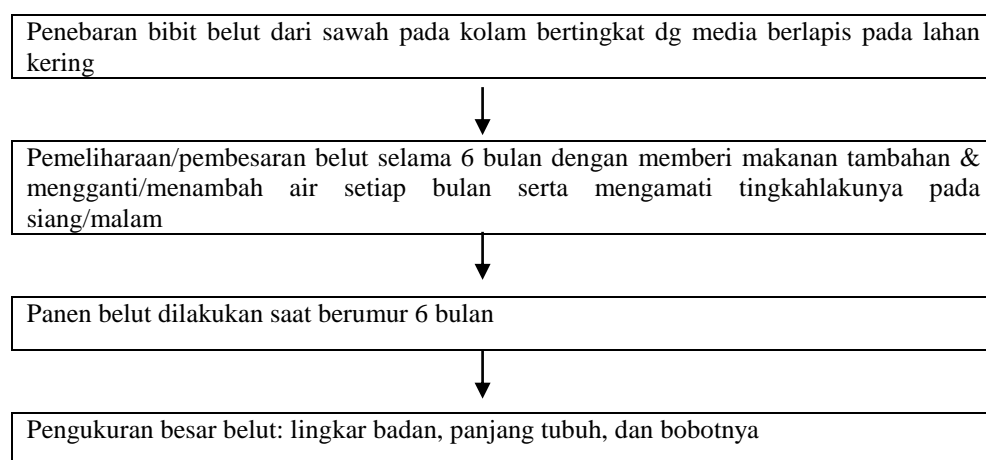 Penebaran bibit belut dari sawah pada kolam bertingkat dg media berlapis pada lahan
kering
Pemeliharaan/pembesaran belut selama 6 bulan dengan memberi makanan tambahan &
mengganti/menambah air setiap bulan serta mengamati tingkahlakunya pada
siang/malam
Panen belut dilakukan saat berumur 6 bulan
Pengukuran besar belut: lingkar badan, panjang tubuh, dan bobotnya